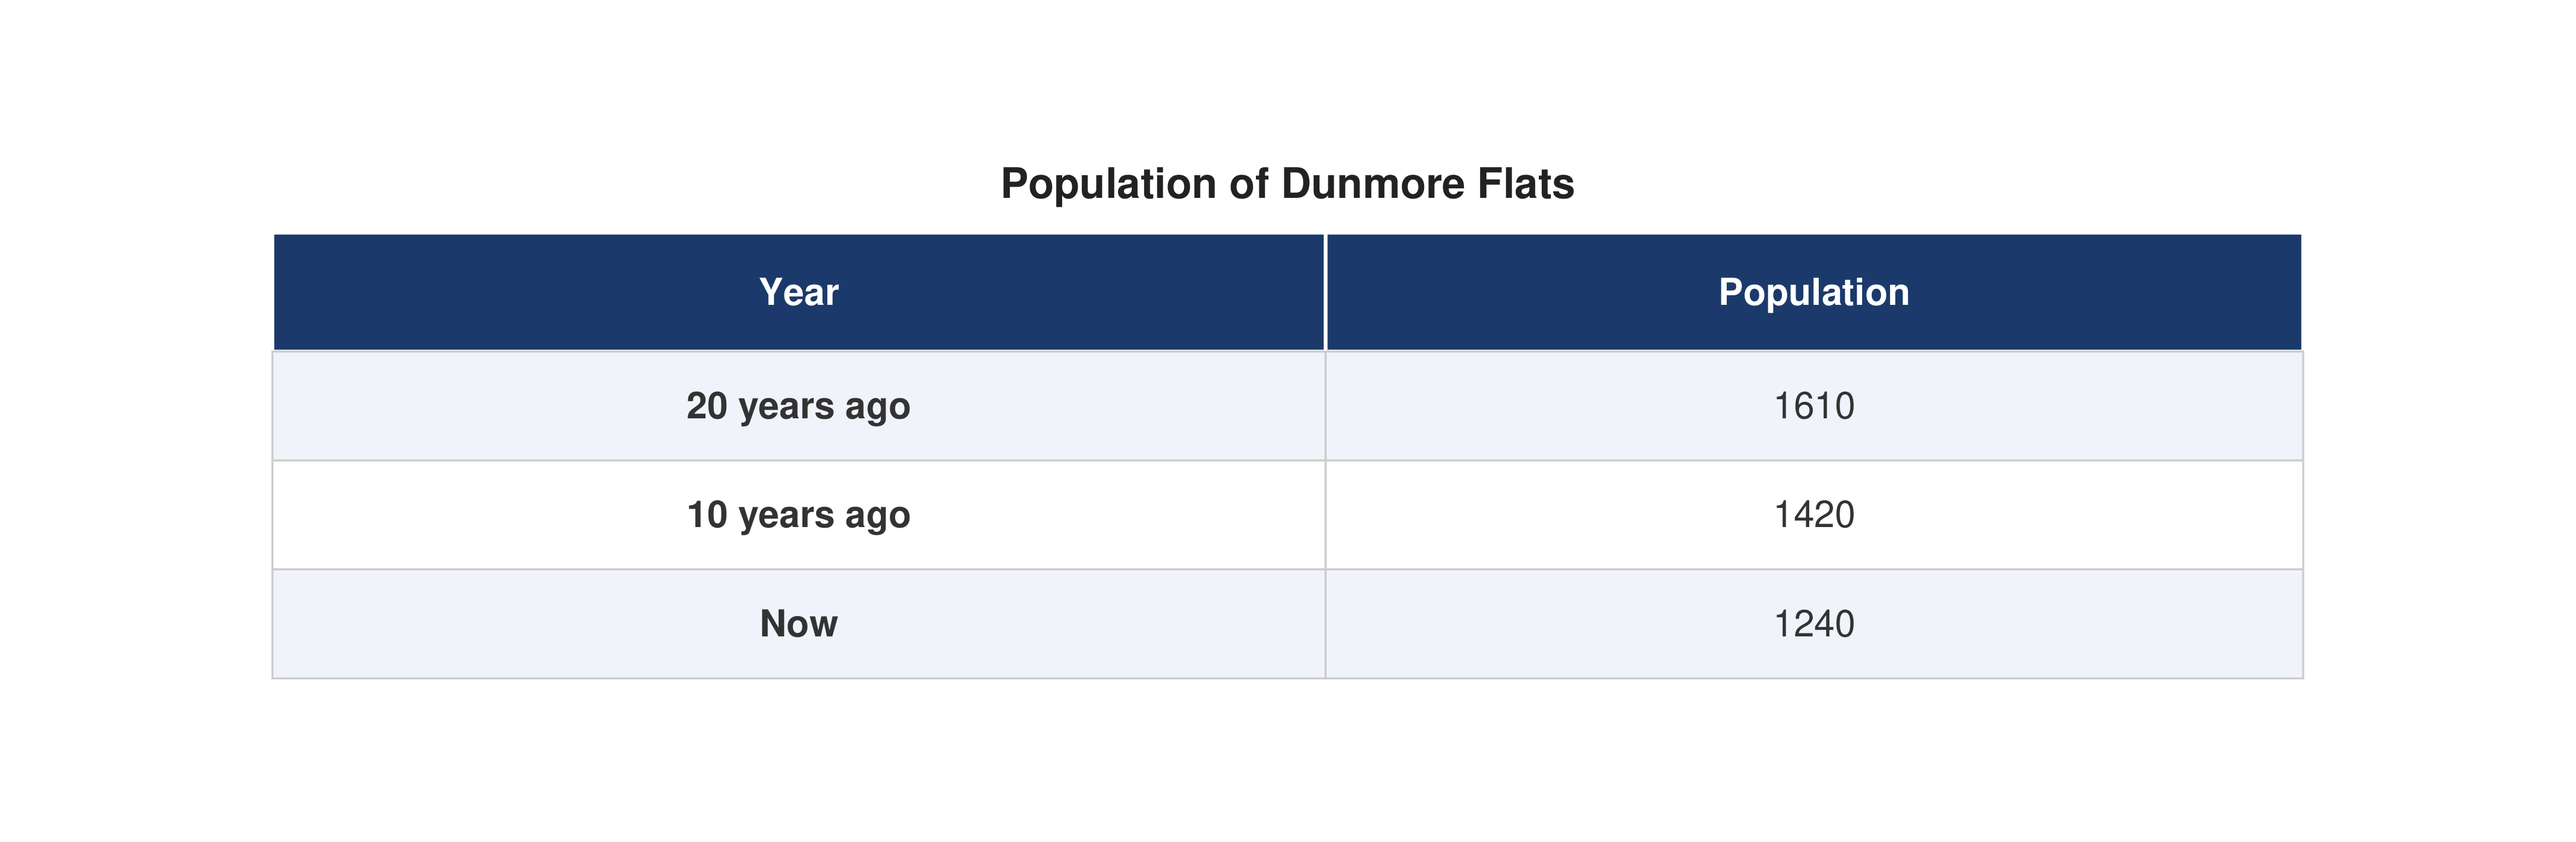 Population of Dunmore Flats
Year Population
20 years ago 1610
10 years ago 1420
Now 1240